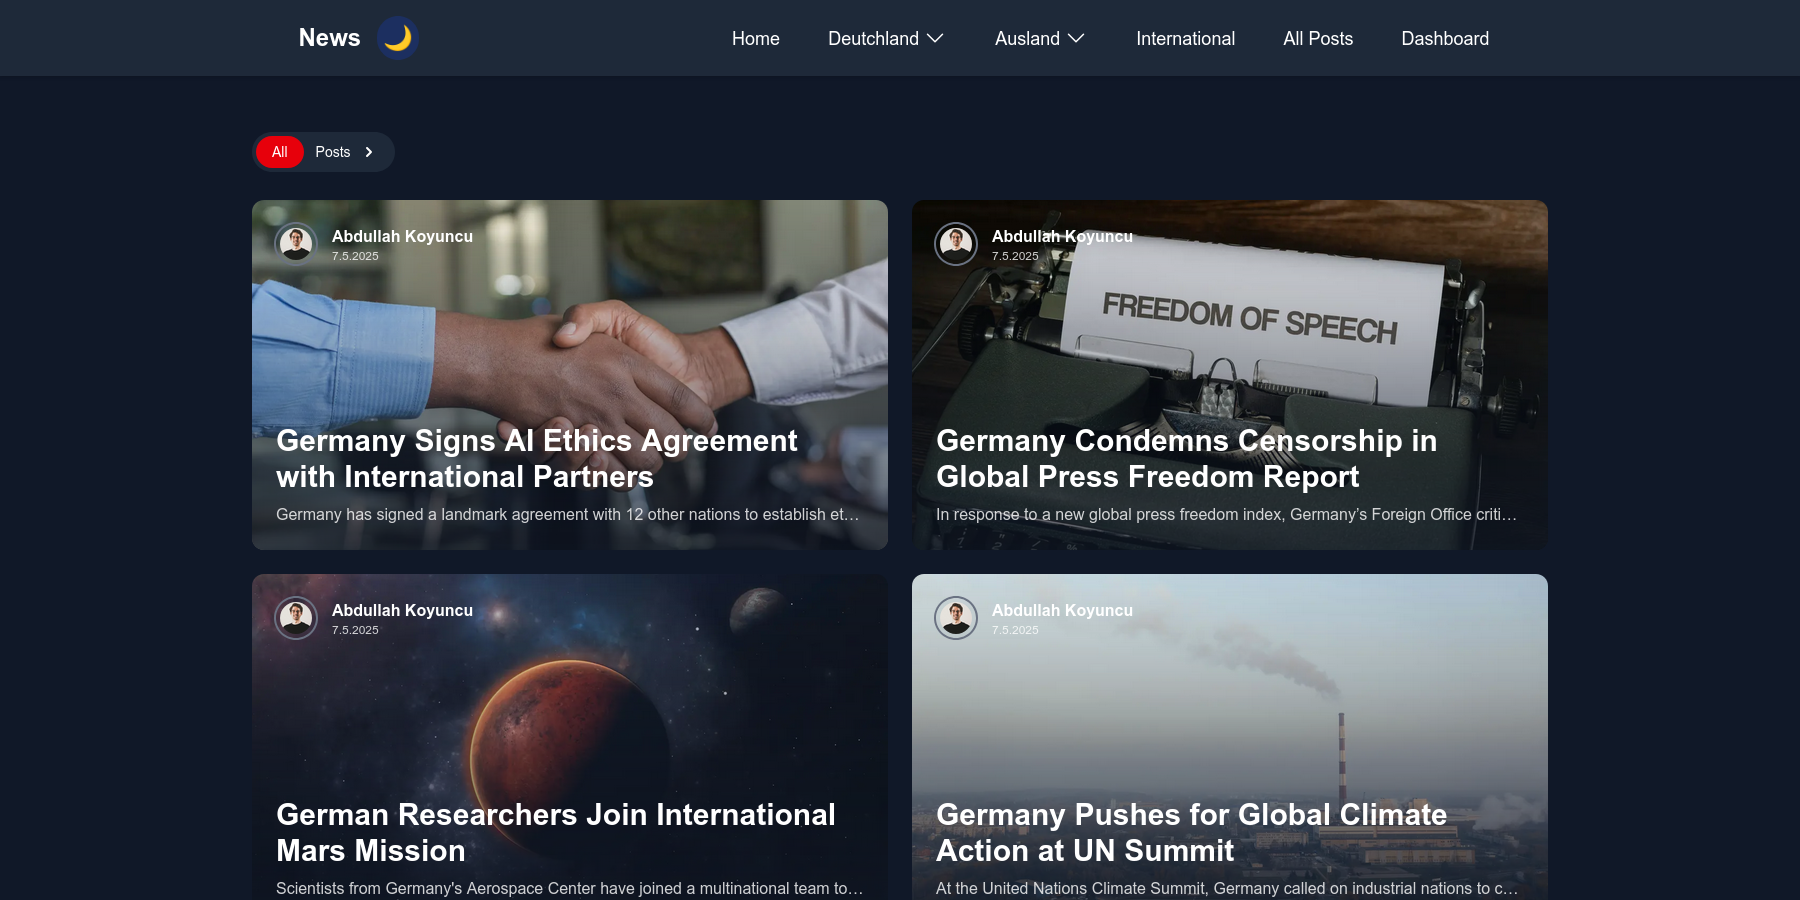 News
Home Deutchland Ausland International All Posts Dashboard
All Posts
Abdullah Koyuncu
7.5.2025
Germany Signs AI Ethics Agreement
with International Partners
Germany has signed a landmark agreement with 12 other nations to establish et…
Abdullah Koyuncu
7.5.2025
FREEDOM OF SPEECH
Germany Condemns Censorship in
Global Press Freedom Report
In response to a new global press freedom index, Germany’s Foreign Office criti…
Abdullah Koyuncu
7.5.2025
German Researchers Join International
Mars Mission
Scientists from Germany's Aerospace Center have joined a multinational team to…
Abdullah Koyuncu
7.5.2025
Germany Pushes for Global Climate
Action at UN Summit
At the United Nations Climate Summit, Germany called on industrial nations to c…